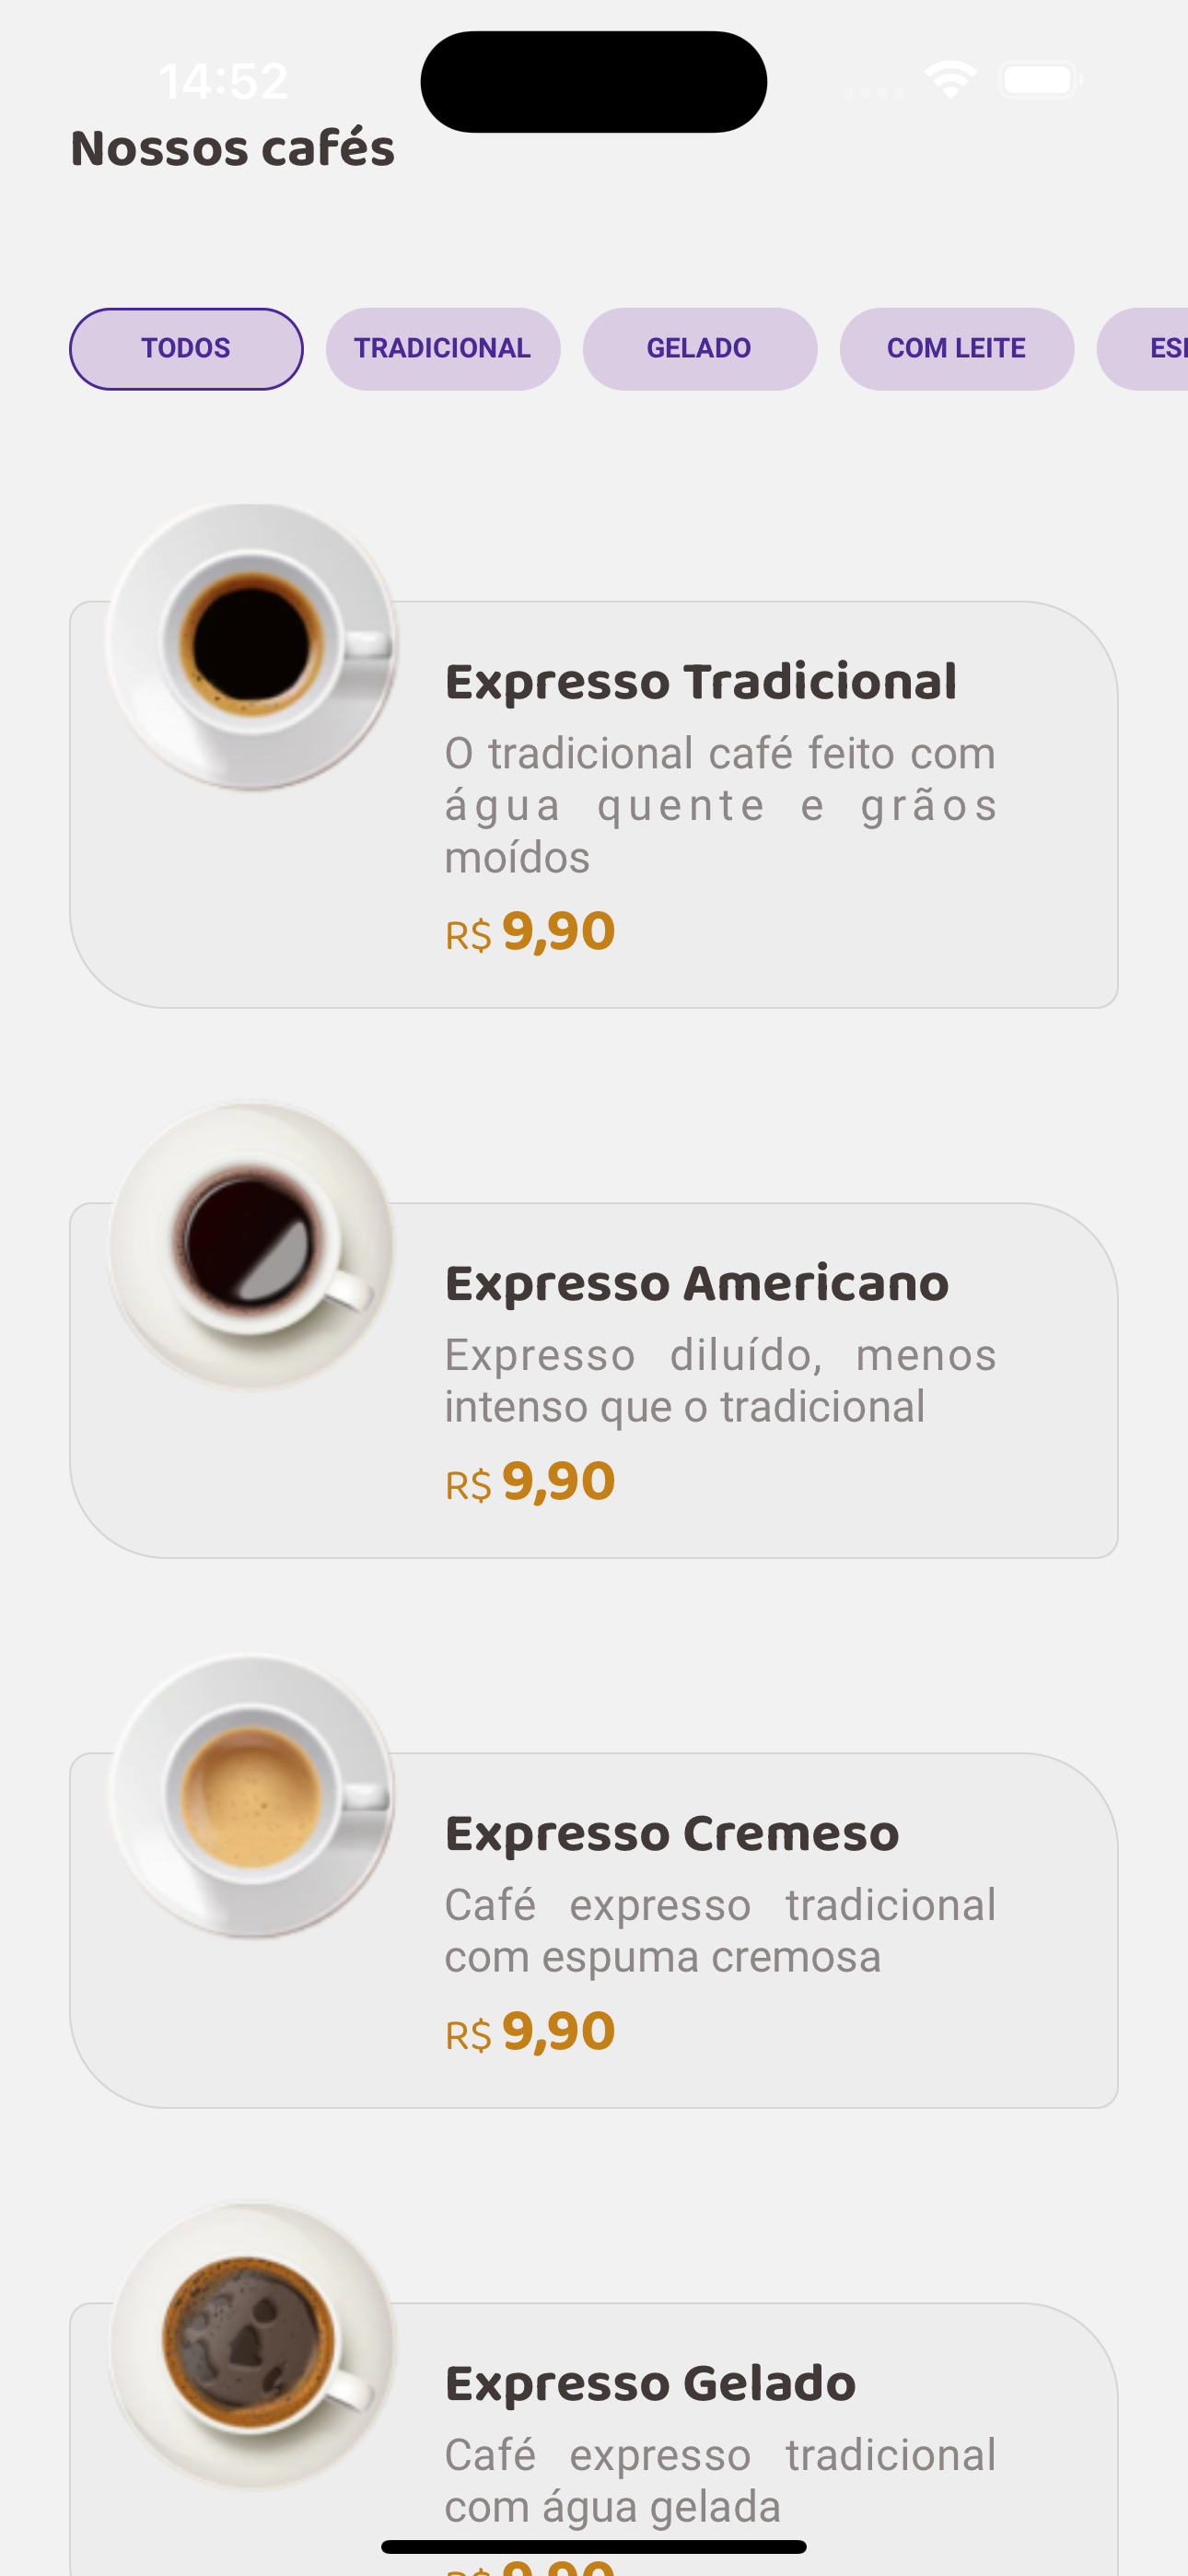 14:52
Nossos cafés
TODOS TRADICIONAL GELADO COM LEITE
Expresso Tradicional
O tradicional café feito com
água quente e grãos
moídos
R$ 9,90
Expresso Americano
Expresso diluído, menos
intenso que o tradicional
R$ 9,90
Expresso Cremeso
Café expresso tradicional
com espuma cremosa
R$ 9,90
Expresso Gelado
Café expresso tradicional
com água gelada